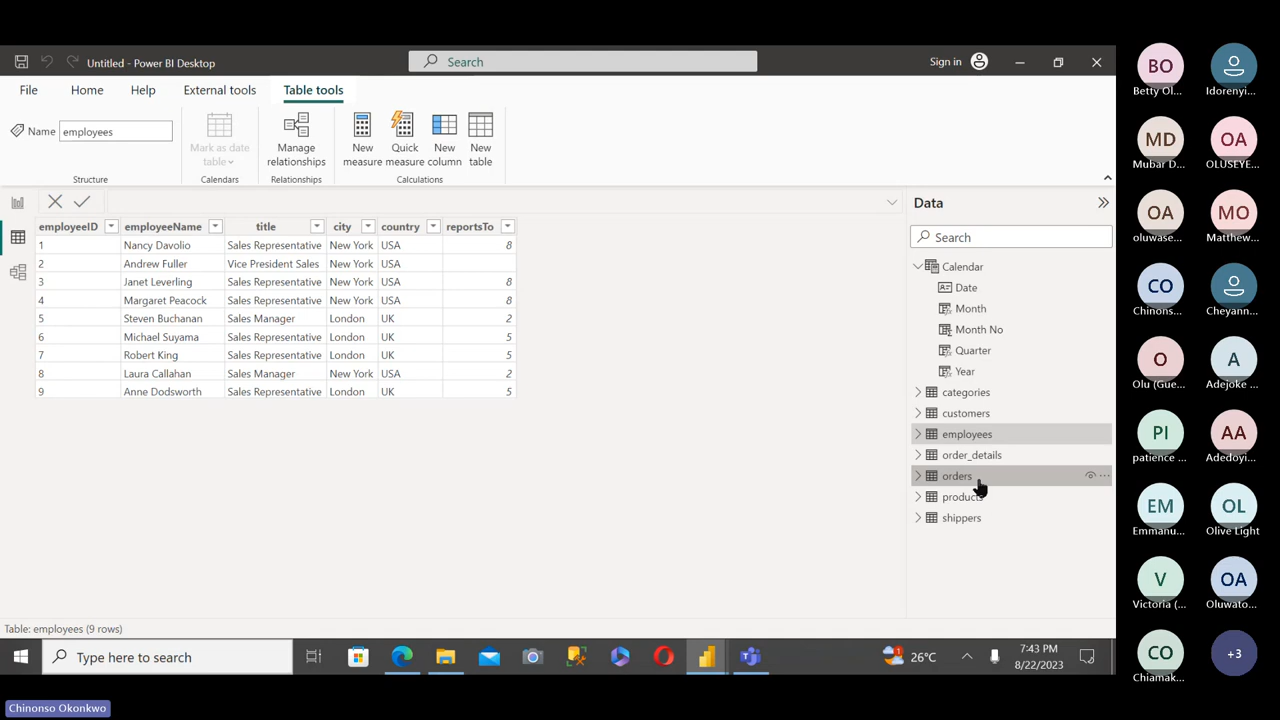 Untitled - Power BI Desktop
Search
Sign in
File
Home
Help
External tools
Table tools
Name
employees
Mark as date
table
Manage
relationships
New
measure
Quick
measure
New
column
New
table
Structure
Calendars
Relationships
Calculations
employeeID employeeName title city country reportsTo
1 Nancy Davolio Sales Representative New York USA 8
2 Andrew Fuller Vice President Sales New York USA
3 Janet Leverling Sales Representative New York USA 8
4 Margaret Peacock Sales Representative New York USA 8
5 Steven Buchanan Sales Manager London UK 2
6 Michael Suyama Sales Representative London UK 5
7 Robert King Sales Representative London UK 5
8 Laura Callahan Sales Manager New York USA 2
9 Anne Dodsworth Sales Representative London UK 5
Data
Search
Calendar
Date
Month
Month No
Quarter
Year
categories
customers
employees
order_details
orders
products
shippers
Table: employees (9 rows)
Type here to search
1
26°C
7:43 PM
8/22/2023
Chinonso Okonkwo
BO
Betty Ol...
Idorenyi...
MD
Mubar D...
OA
OLUSEYE...
OA
oluwase...
MO
Matthew...
CO
Chinons...
Cheyann...
O
Olu (Gue...
A
Adejoke ...
PI
patience ...
AA
Adedoyi...
EM
Emmanu...
OL
Olive Light
V
Victoria (...
OA
Oluwato...
CO
Chiamak...
+3